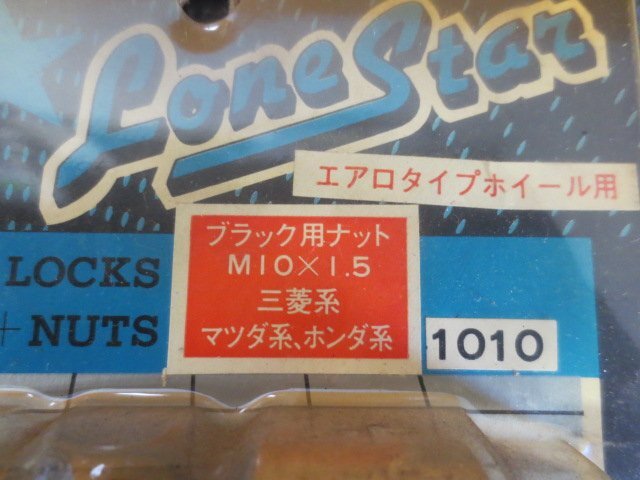 Lone Star
エアロタイプホイール用
ブラック用ナット
M10×1.5
三菱系
マツダ系、ホンダ系
LOCKS
+NUTS
1010